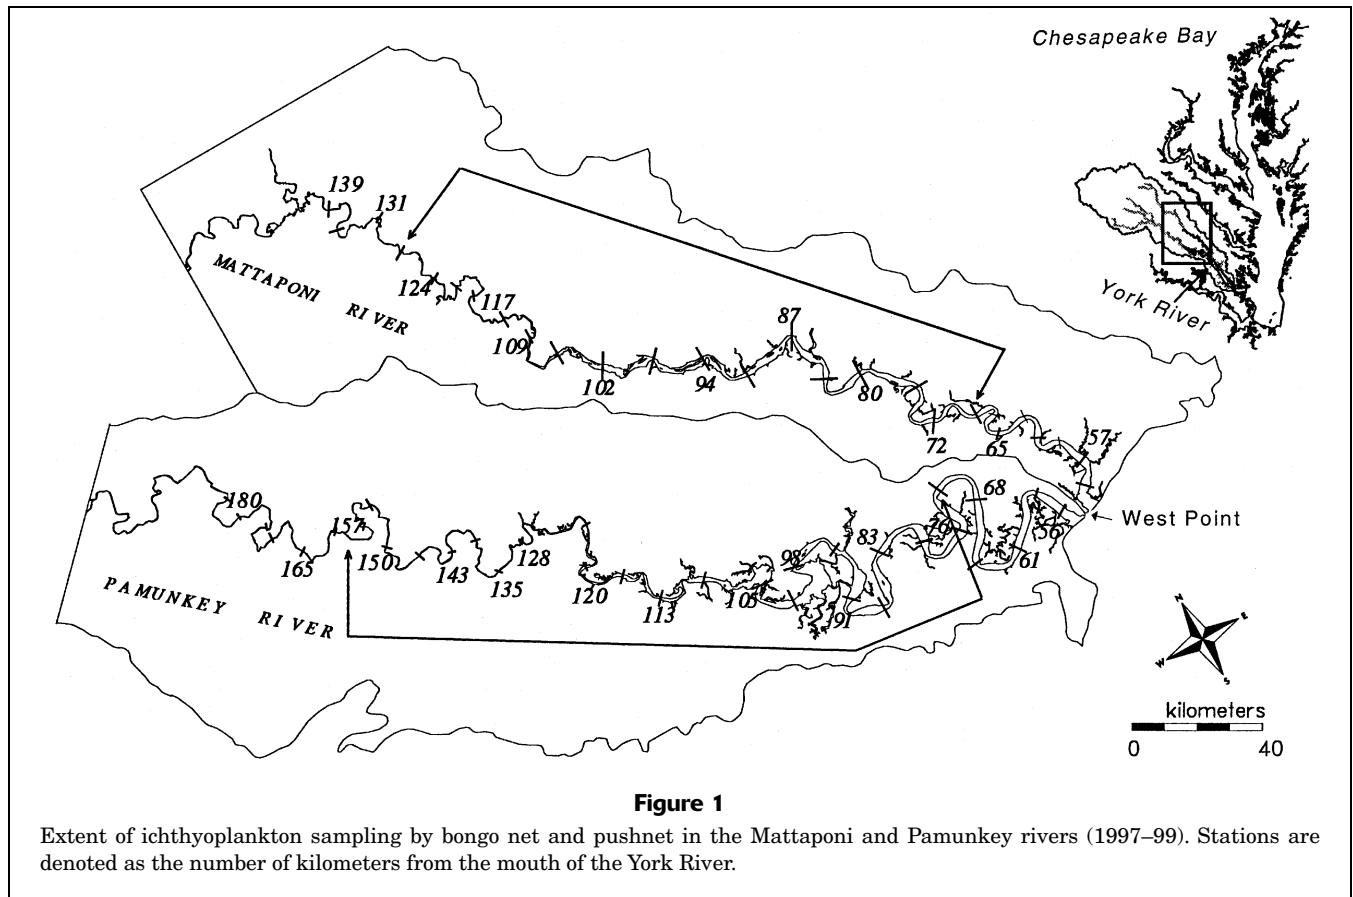 Chesapeake Bay
York River
139
131
MATTAPONI RIVER
124
117
109
102
94
87
80
72
65
57
West Point
180
165
157
150
143
135
128
120
113
105
98
91
83
76
68
61
56
PAMUNKEY RIVER
N
E
W
S
kilometers
0 40
Figure 1
Extent of ichthyoplankton sampling by bongo net and pushnet in the Mattaponi and Pamunkey rivers (1997–99). Stations are
denoted as the number of kilometers from the mouth of the York River.